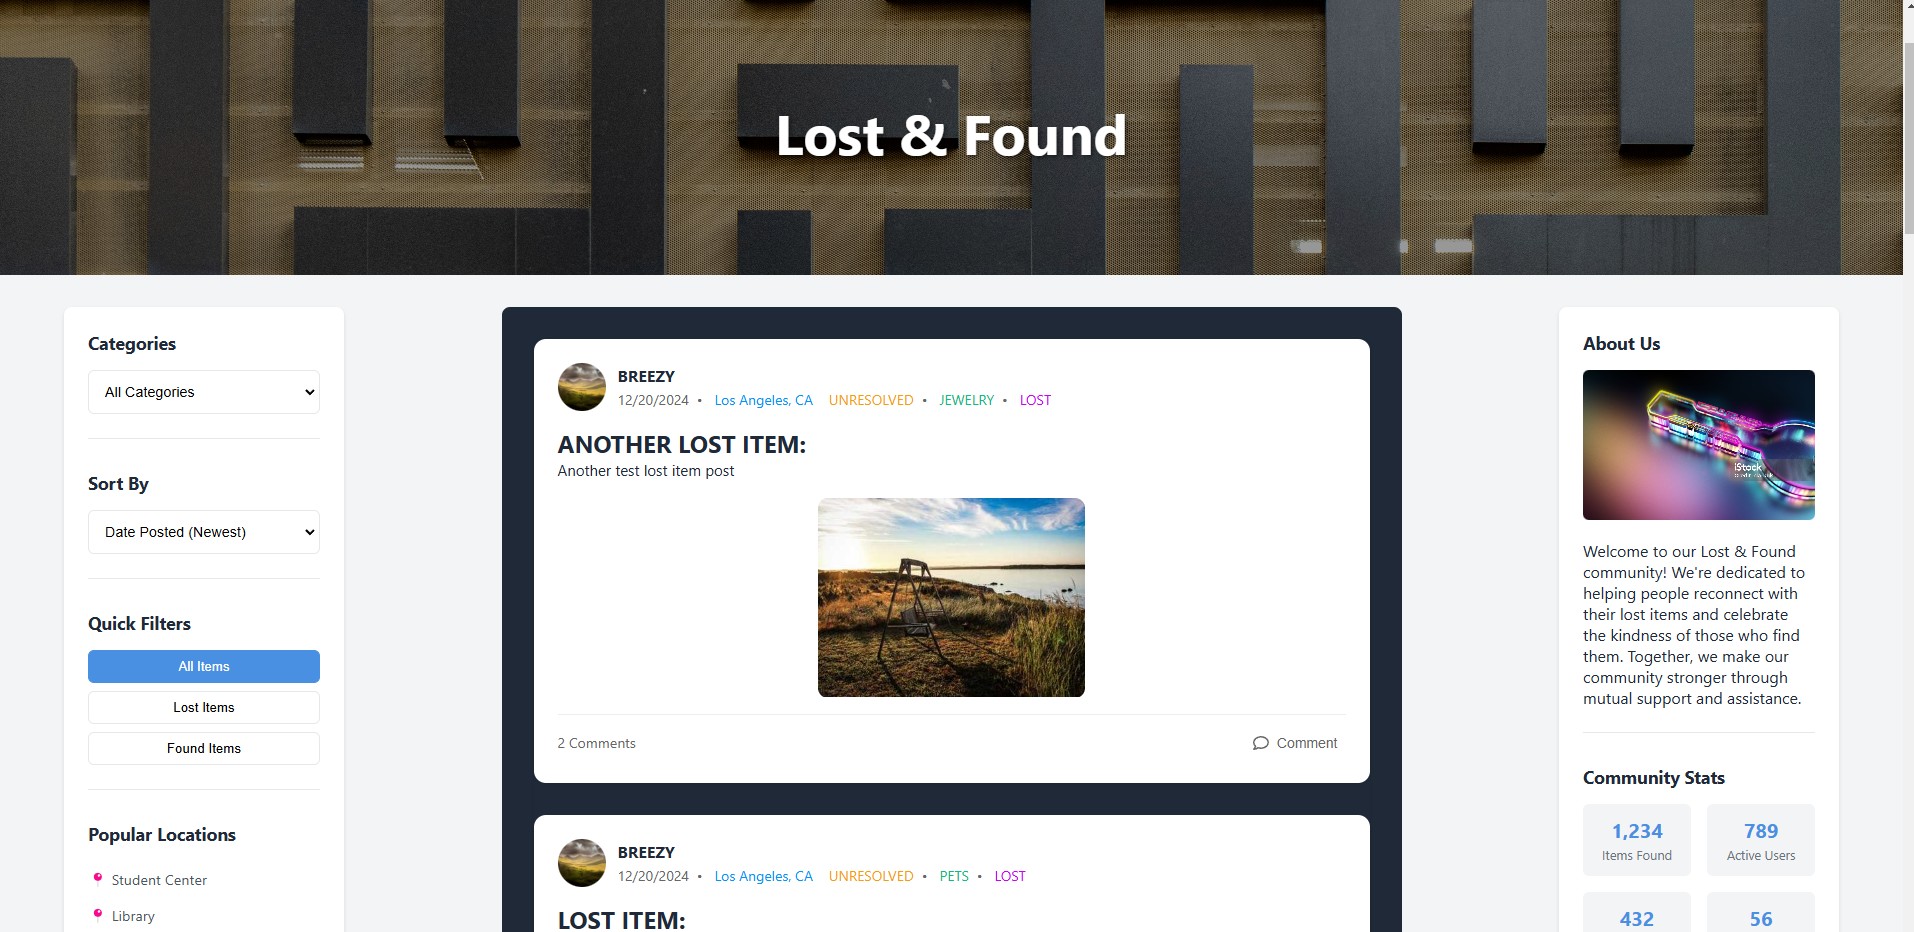 Lost & Found
Categories
All Categories
Sort By
Date Posted (Newest)
Quick Filters
All Items
Lost Items
Found Items
Popular Locations
Student Center
Library
BREEZY
12/20/2024 • Los Angeles, CA UNRESOLVED • JEWELRY • LOST
ANOTHER LOST ITEM:
Another test lost item post
2 Comments
Comment
BREEZY
12/20/2024 • Los Angeles, CA UNRESOLVED • PETS • LOST
LOST ITEM:
About Us
iStock
Welcome to our Lost & Found
community! We're dedicated to
helping people reconnect with
their lost items and celebrate
the kindness of those who find
them. Together, we make our
community stronger through
mutual support and assistance.
Community Stats
1,234
Items Found
789
Active Users
432
56